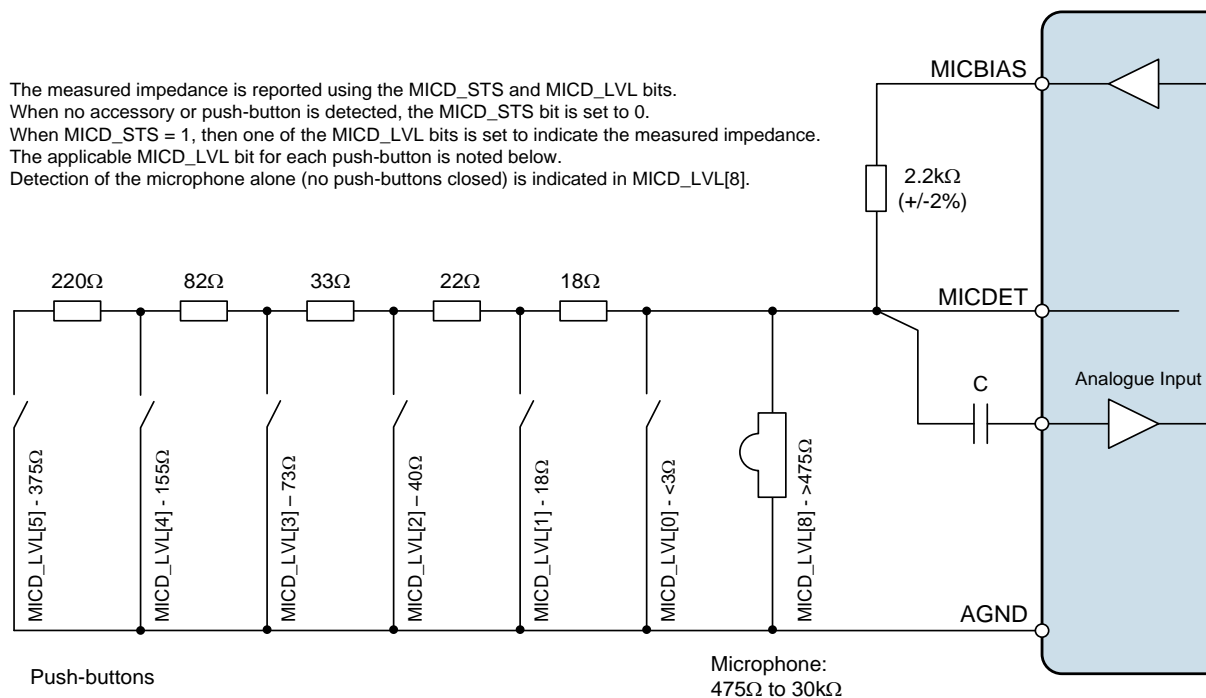 MICBIAS
The measured impedance is reported using the MICD_STS and MICD_LVL bits.
When no accessory or push-button is detected, the MICD_STS bit is set to 0.
When MICD_STS = 1, then one of the MICD_LVL bits is set to indicate the measured impedance.
The applicable MICD_LVL bit for each push-button is noted below.
Detection of the microphone alone (no push-buttons closed) is indicated in MICD_LVL[8].
2.2kΩ
(+/-2%)
220Ω
82Ω
33Ω
22Ω
18Ω
MICDET
C
Analogue Input
MICD_LVL[5] - 375Ω
MICD_LVL[4] - 155Ω
MICD_LVL[3] – 73Ω
MICD_LVL[2] – 40Ω
MICD_LVL[1] - 18Ω
MICD_LVL[0] - <3Ω
MICD_LVL[8] - >475Ω
AGND
Push-buttons
Microphone:
475Ω to 30kΩ